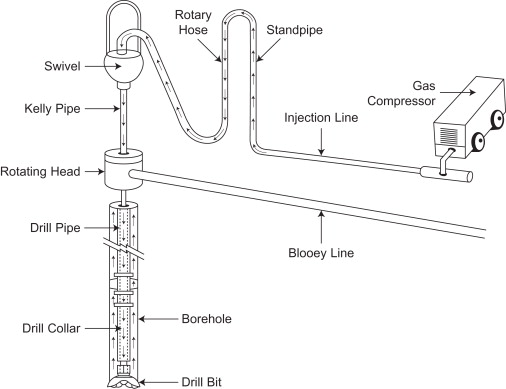 Rotary
Hose
Standpipe
Swivel
Gas
Compressor
Kelly Pipe
Injection Line
Rotating Head
Drill Pipe
Blooey Line
Drill Collar
Borehole
Drill Bit